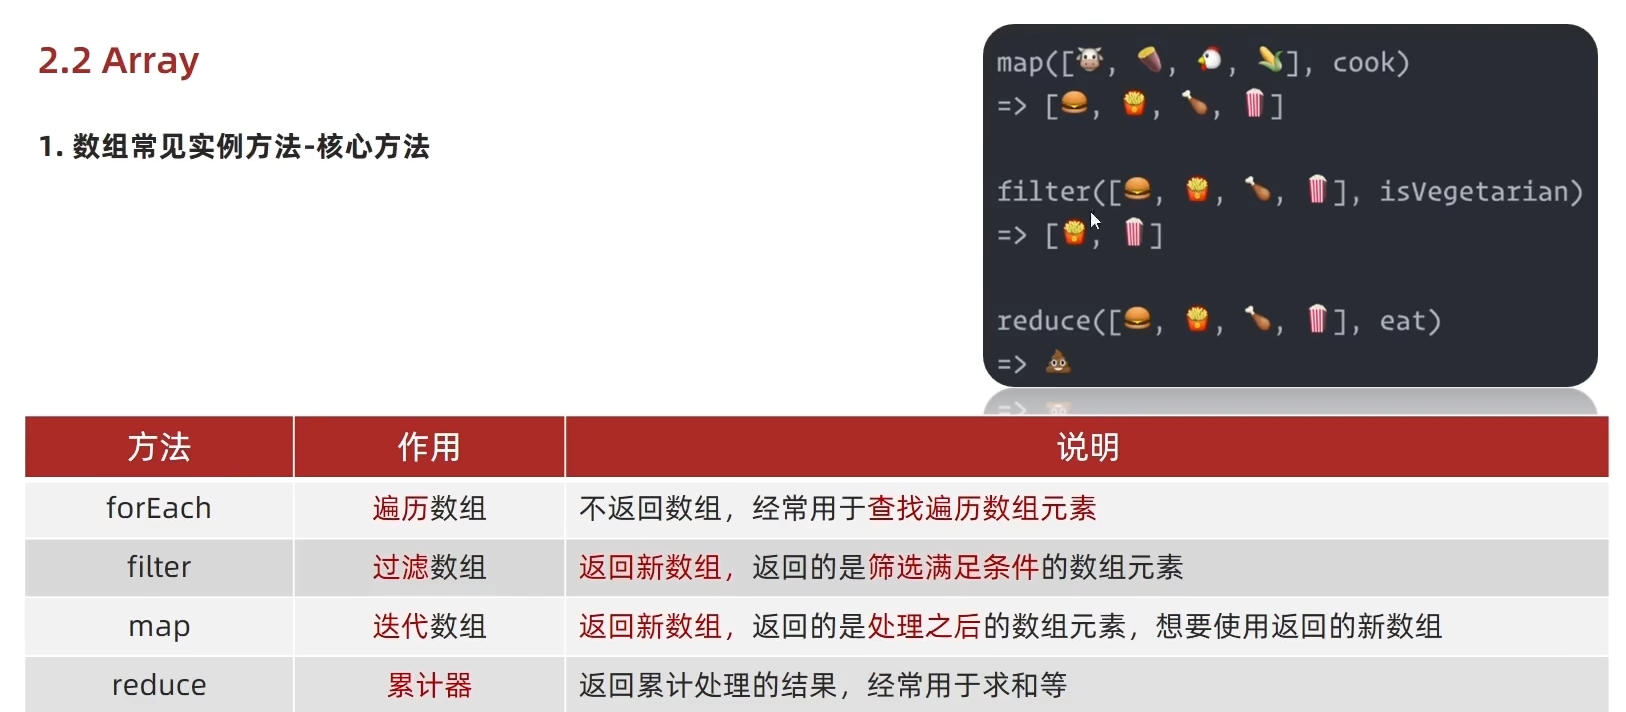 2.2 Array
1. 数组常见实例方法-核心方法
map([🐮, 🍠, 🐔, 🌽], cook)
=> [🍔, 🍟, 🍗, 🍿]
filter([🍔, 🍟, 🍗, 🍿], isVegetarian)
=> [🍟, 🍿]
reduce([🍔, 🍟, 🍗, 🍿], eat)
=> 💩
方法 作用 说明
forEach 遍历数组 不返回数组，经常用于查找遍历数组元素
filter 过滤数组 返回新数组，返回的是筛选满足条件的数组元素
map 迭代数组 返回新数组，返回的是处理之后的数组元素，想要使用返回的新数组
reduce 累计器 返回累计处理的结果，经常用于求和等